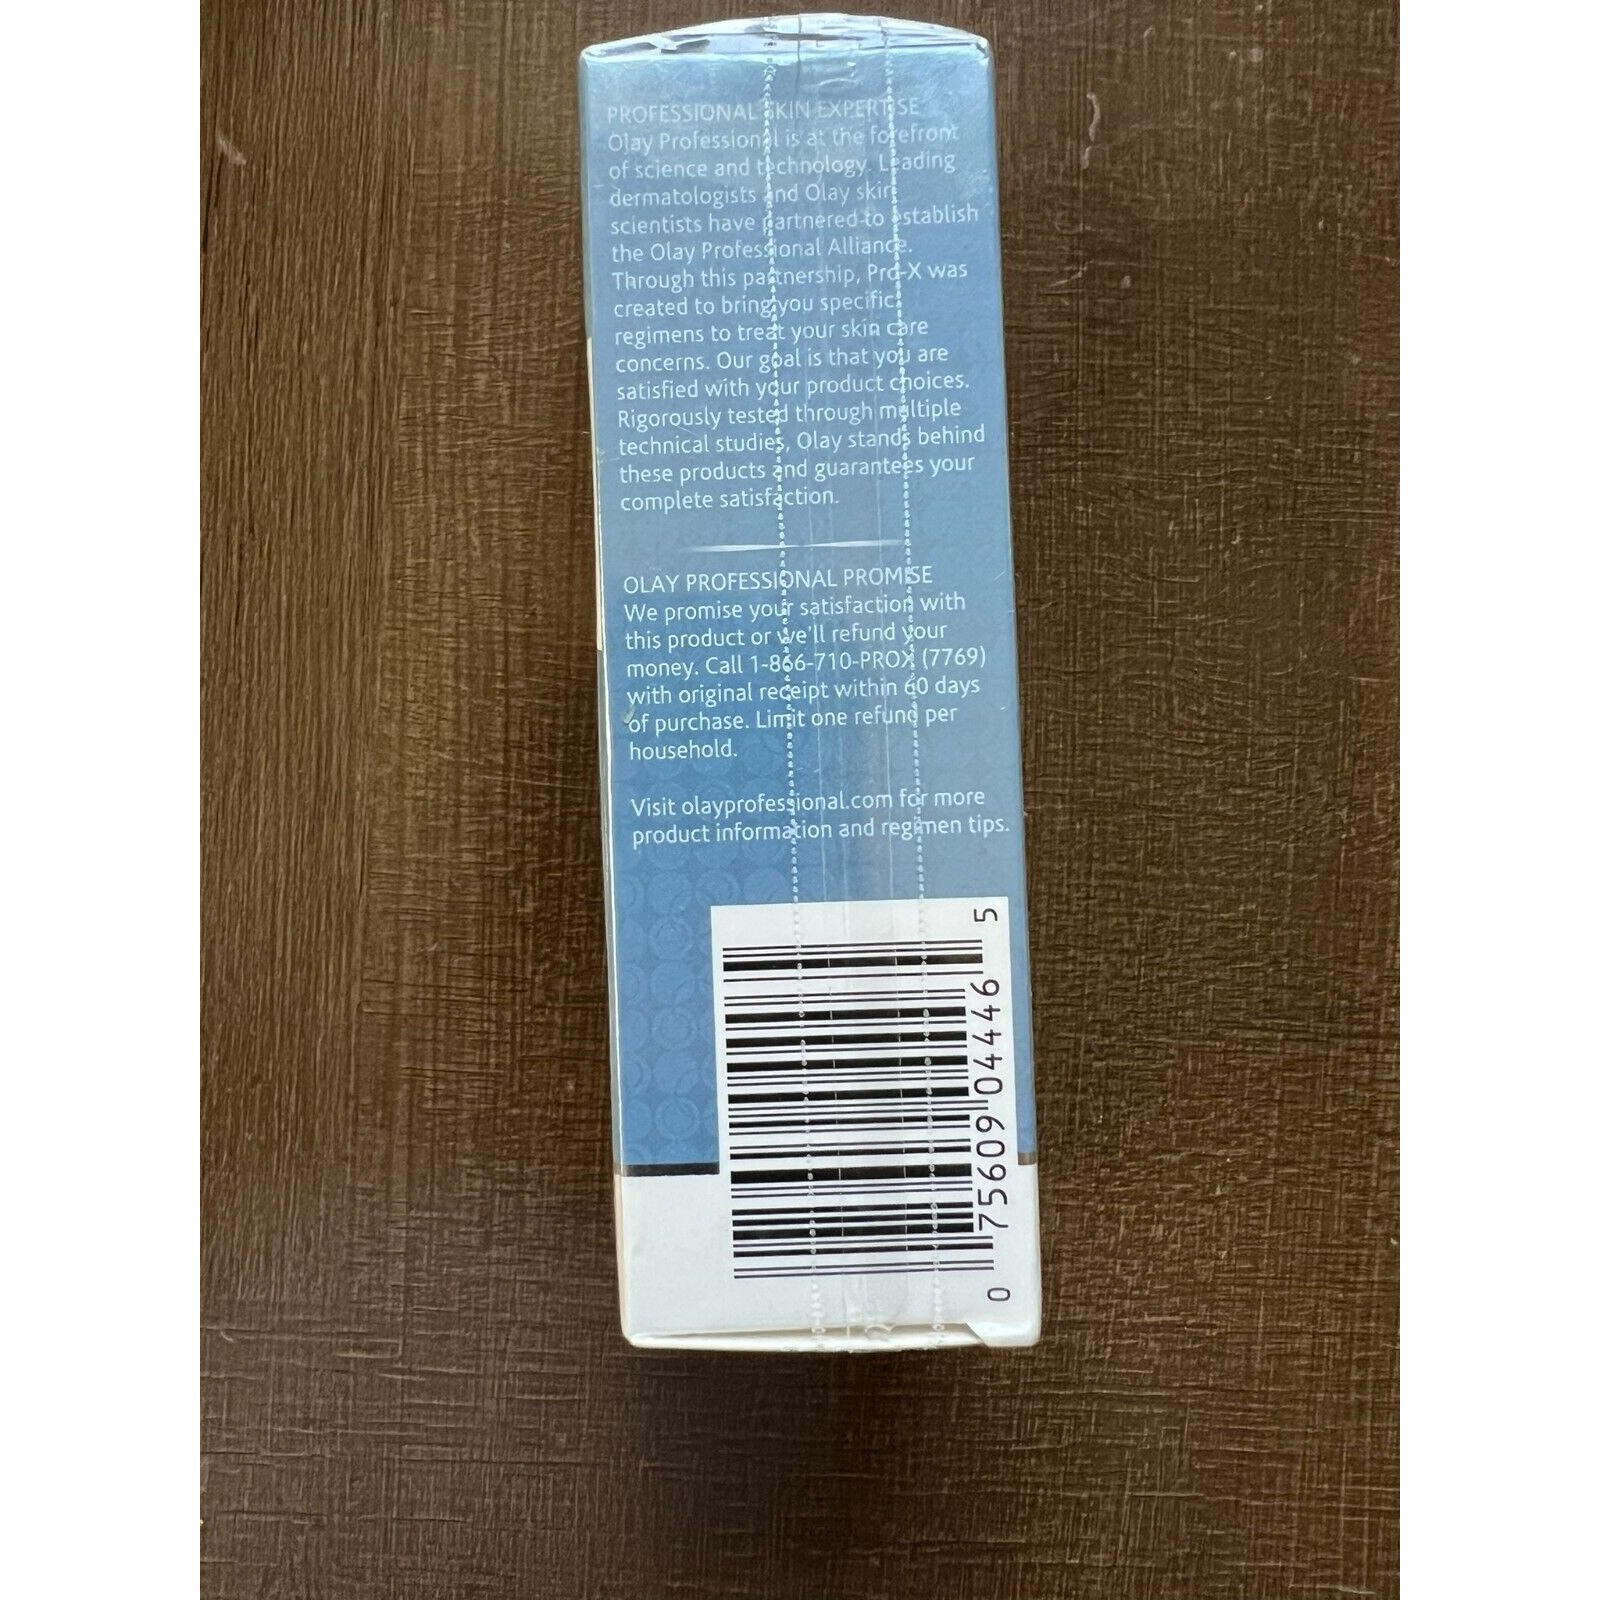 PROFESSIONAL SKIN EXPERTISE
Olay Professional is at the forefront
of science and technology. Leading
dermatologists and Olay skin
scientists have partnered to establish
the Olay Professional Alliance.
Through this partnership, Pro-X was
created to bring you specific
regimens to treat your skin care
concerns. Our goal is that you are
satisfied with your product choices.
Rigorously tested through multiple
technical studies, Olay stands behind
these products and guarantees your
complete satisfaction.
OLAY PROFESSIONAL PROMISE
We promise your satisfaction with
this product or we'll refund your
money. Call 1-866-710-PROX (7769)
with original receipt within 60 days
of purchase. Limit one refund per
household.
Visit olayprofessional.com for more
product information and regimen tips.
0 75609 04446 5